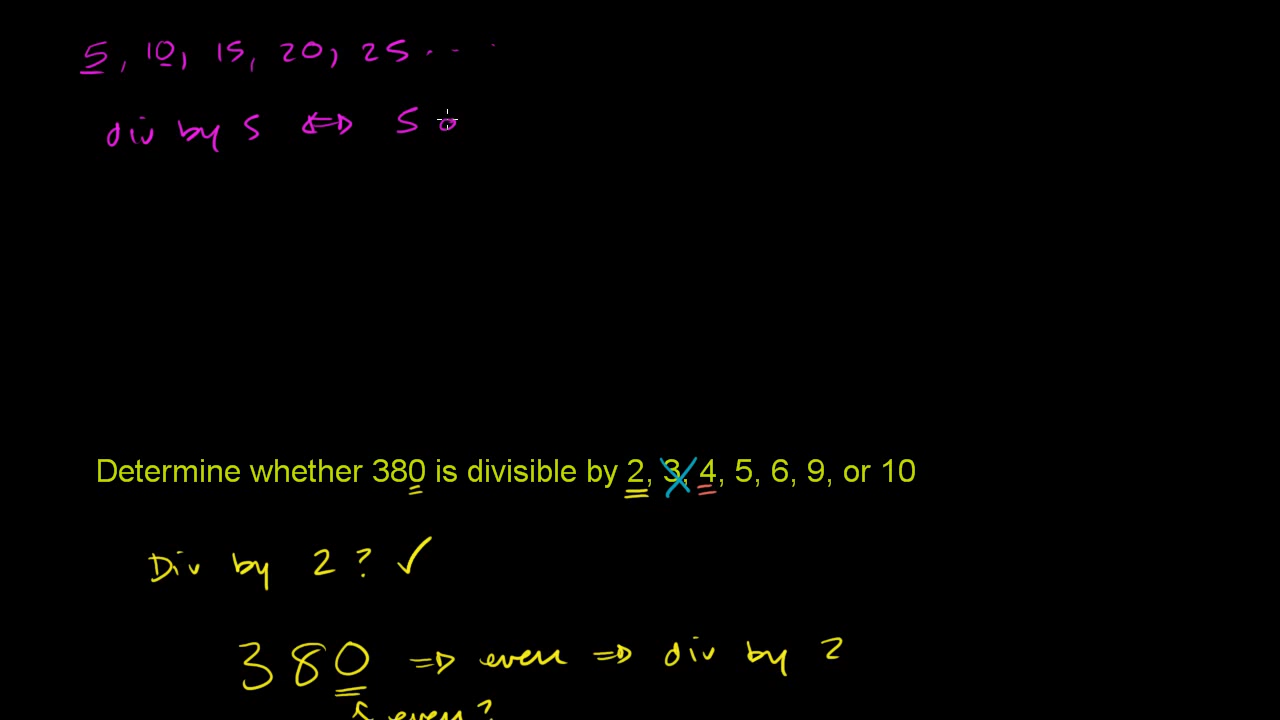 5, 10, 15, 20, 25 . . .
div by 5 ⇔ 5 o
Determine whether 380 is divisible by 2, 3, 4, 5, 6, 9, or 10
Div by 2 ? ✓
380 ⇒ even ⇒ div by 2
even?